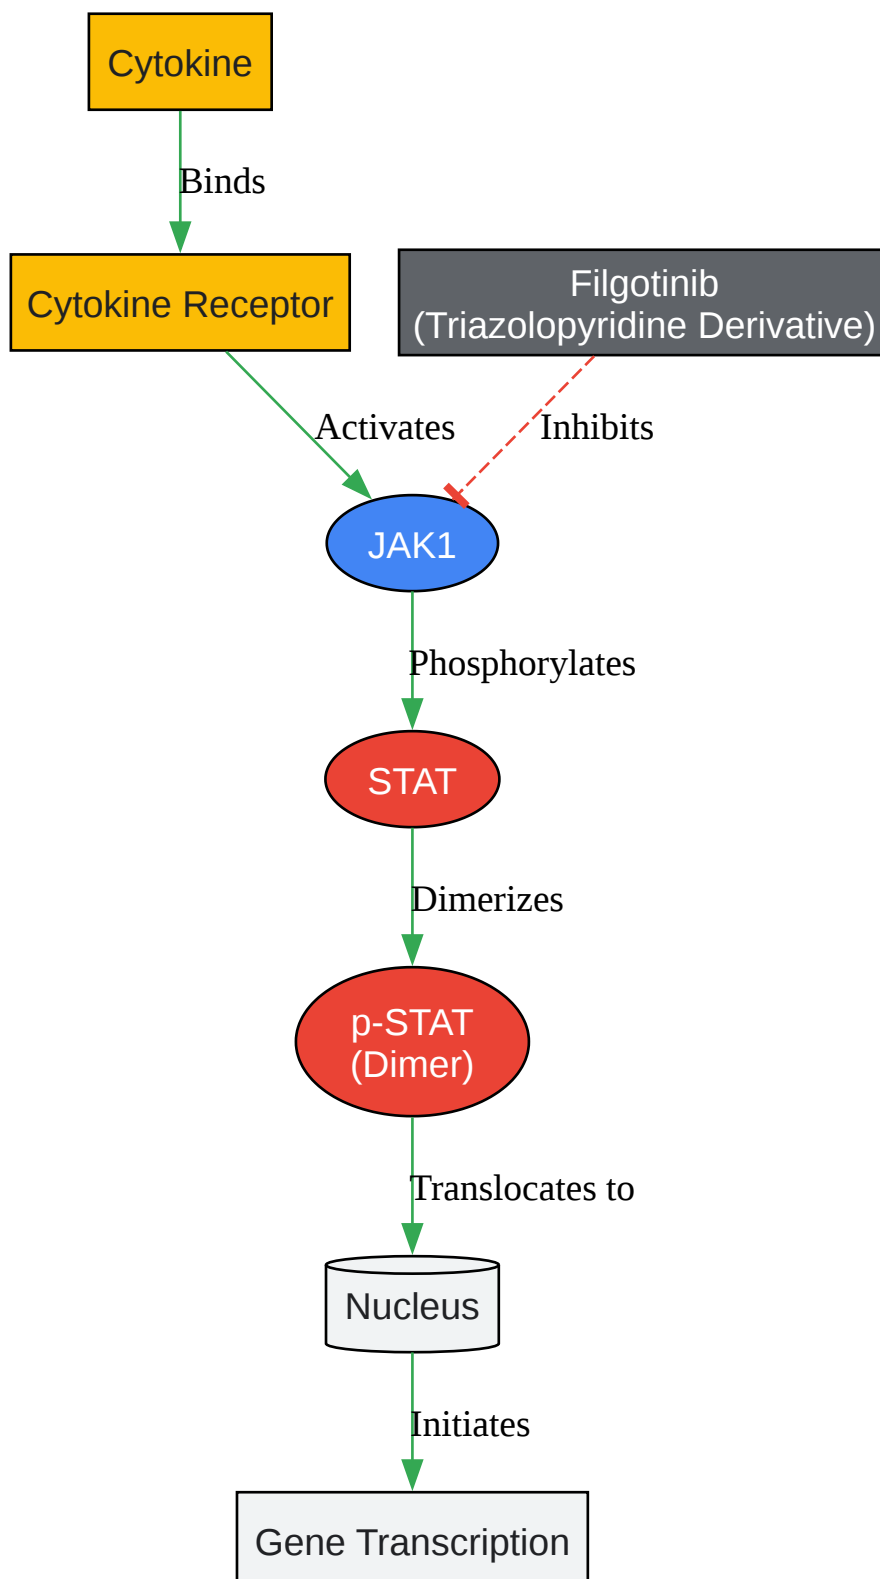 Cytokine
Binds
Cytokine Receptor
Filgotinib
(Triazolopyridine Derivative)
Activates
Inhibits
JAK1
Phosphorylates
STAT
Dimerizes
p-STAT
(Dimer)
Translocates to
Nucleus
Initiates
Gene Transcription